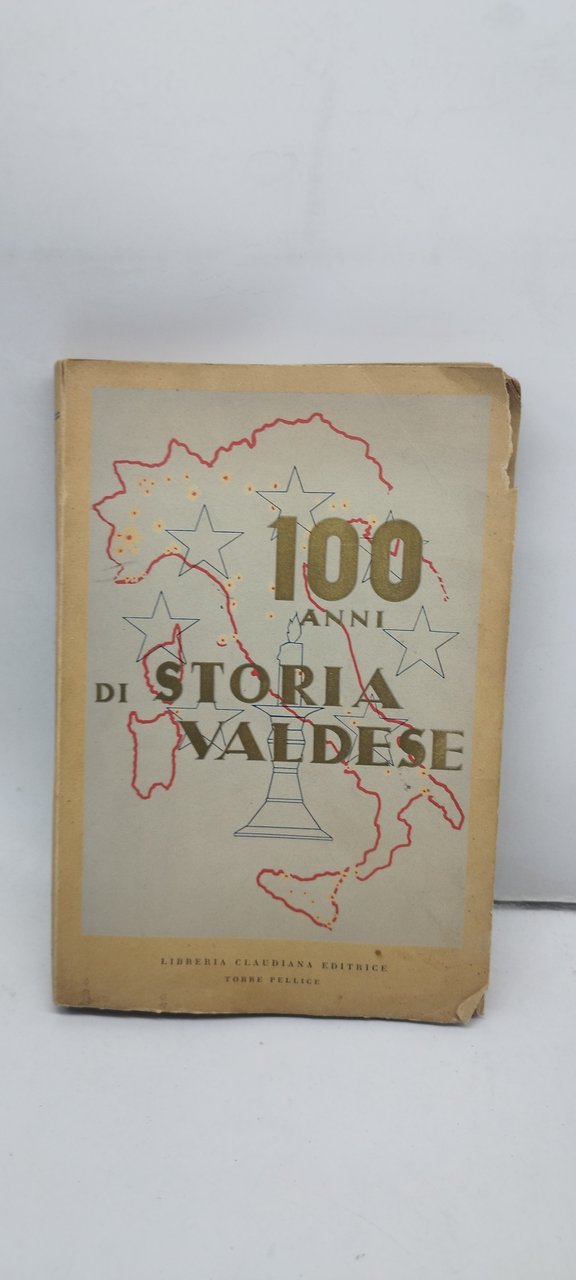 100
ANNI
DI STORIA
VALDESE
LIBRERIA CLAUDIANA EDITRICE
TORRE PELLICE